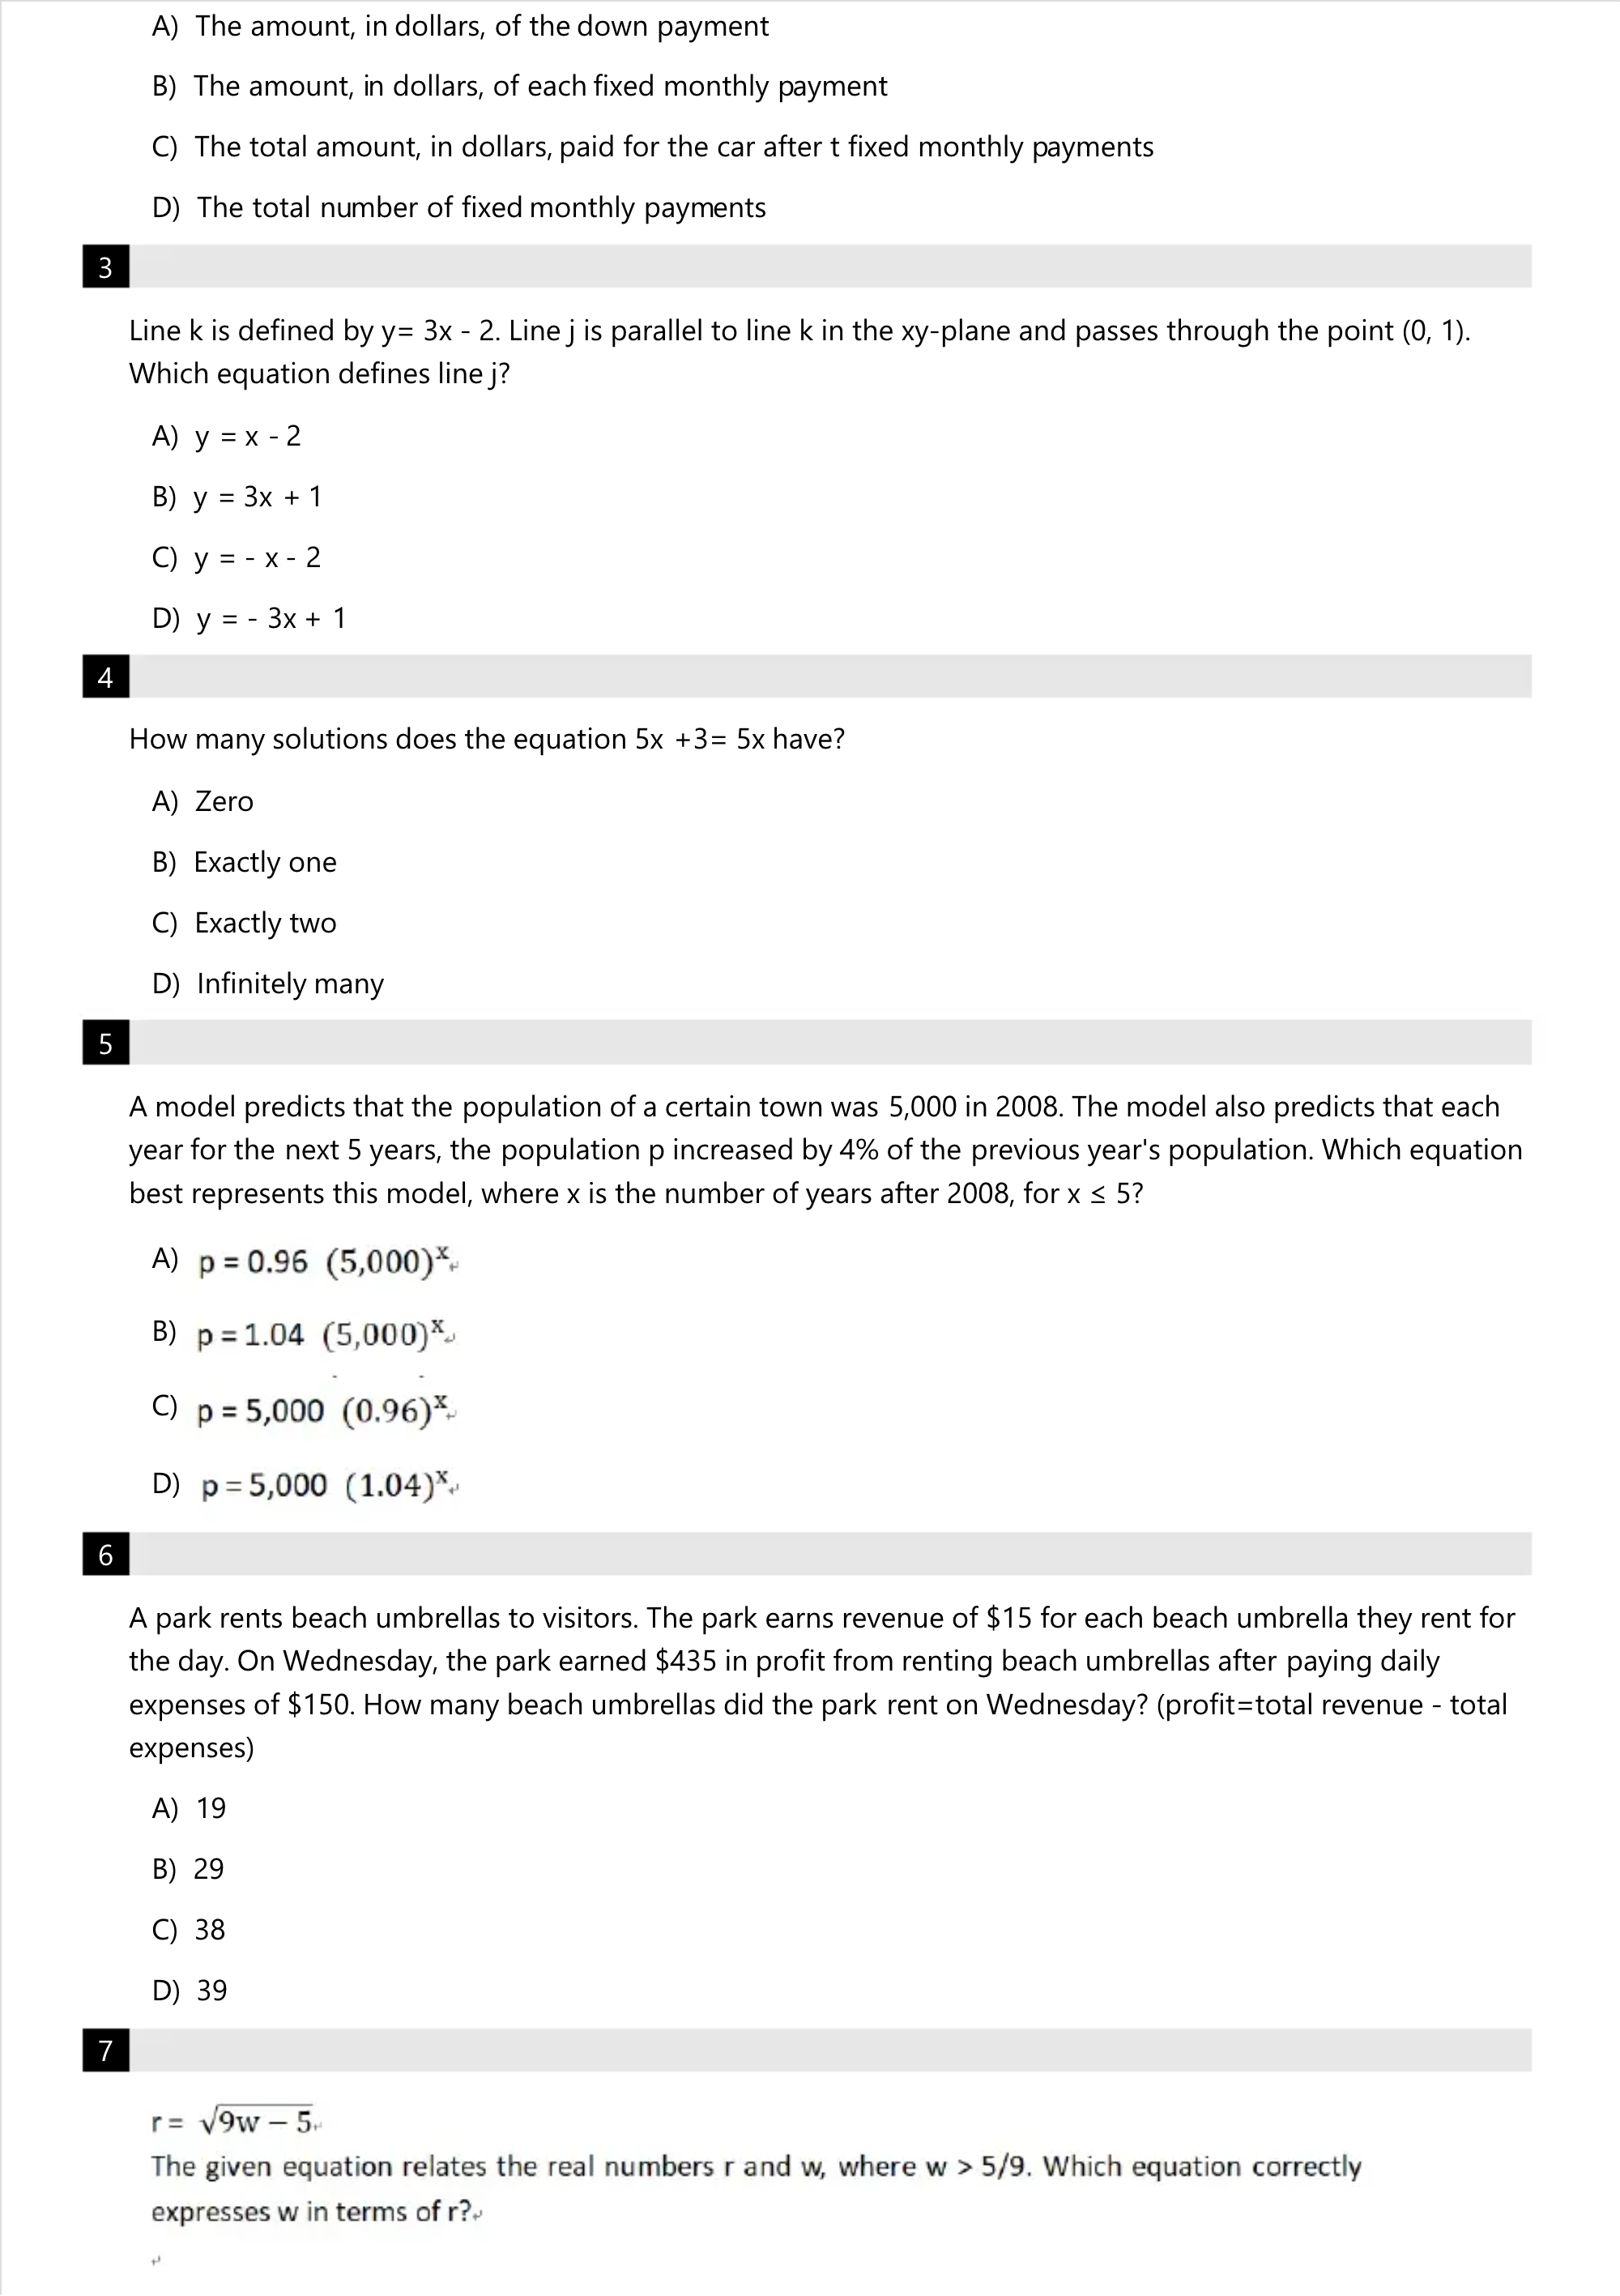 A) The amount, in dollars, of the down payment
B) The amount, in dollars, of each fixed monthly payment
C) The total amount, in dollars, paid for the car after t fixed monthly payments
D) The total number of fixed monthly payments
3
Line k is defined by y= 3x - 2. Line j is parallel to line k in the xy-plane and passes through the point (0, 1).
Which equation defines line j?
A) y = x - 2
B) y = 3x + 1
C) y = - x - 2
D) y = - 3x + 1
4
How many solutions does the equation 5x +3= 5x have?
A) Zero
B) Exactly one
C) Exactly two
D) Infinitely many
5
A model predicts that the population of a certain town was 5,000 in 2008. The model also predicts that each
year for the next 5 years, the population p increased by 4% of the previous year's population. Which equation
best represents this model, where x is the number of years after 2008, for x ≤ 5?
A) p = 0.96 (5,000)ˣ
B) p = 1.04 (5,000)ˣ
C) p = 5,000 (0.96)ˣ
D) p = 5,000 (1.04)ˣ
6
A park rents beach umbrellas to visitors. The park earns revenue of $15 for each beach umbrella they rent for
the day. On Wednesday, the park earned $435 in profit from renting beach umbrellas after paying daily
expenses of $150. How many beach umbrellas did the park rent on Wednesday? (profit=total revenue - total
expenses)
A) 19
B) 29
C) 38
D) 39
7
r = √(9w − 5)
The given equation relates the real numbers r and w, where w > 5/9. Which equation correctly
expresses w in terms of r?